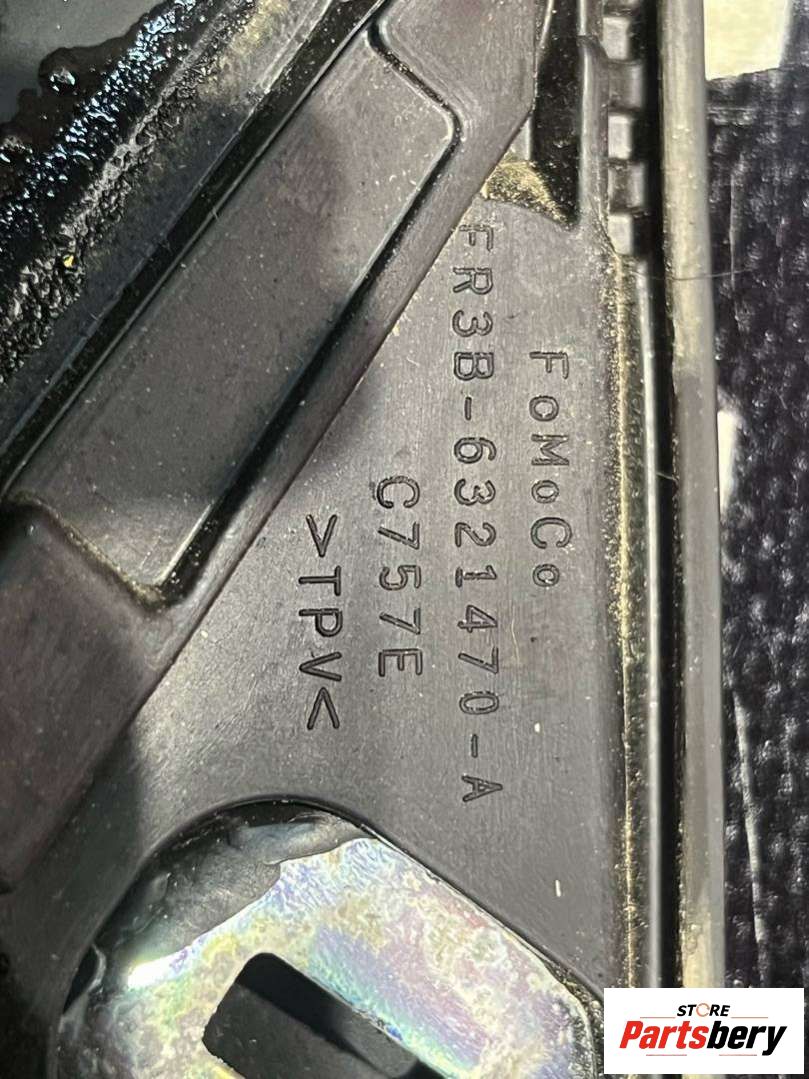 FoMoCo
FR3B-6321470-A
C757E
>TPV<
STORE
Partsbery